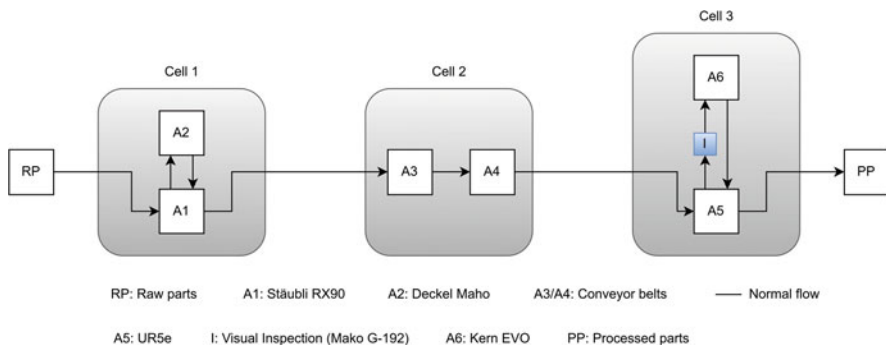 Cell 3
Cell 1
Cell 2
A6
A2
I
RP
A3
A4
PP
A1
A5
RP: Raw parts A1: Stäubli RX90 A2: Deckel Maho A3/A4: Conveyor belts Normal flow
A5: UR5e I: Visual Inspection (Mako G-192) A6: Kern EVO PP: Processed parts